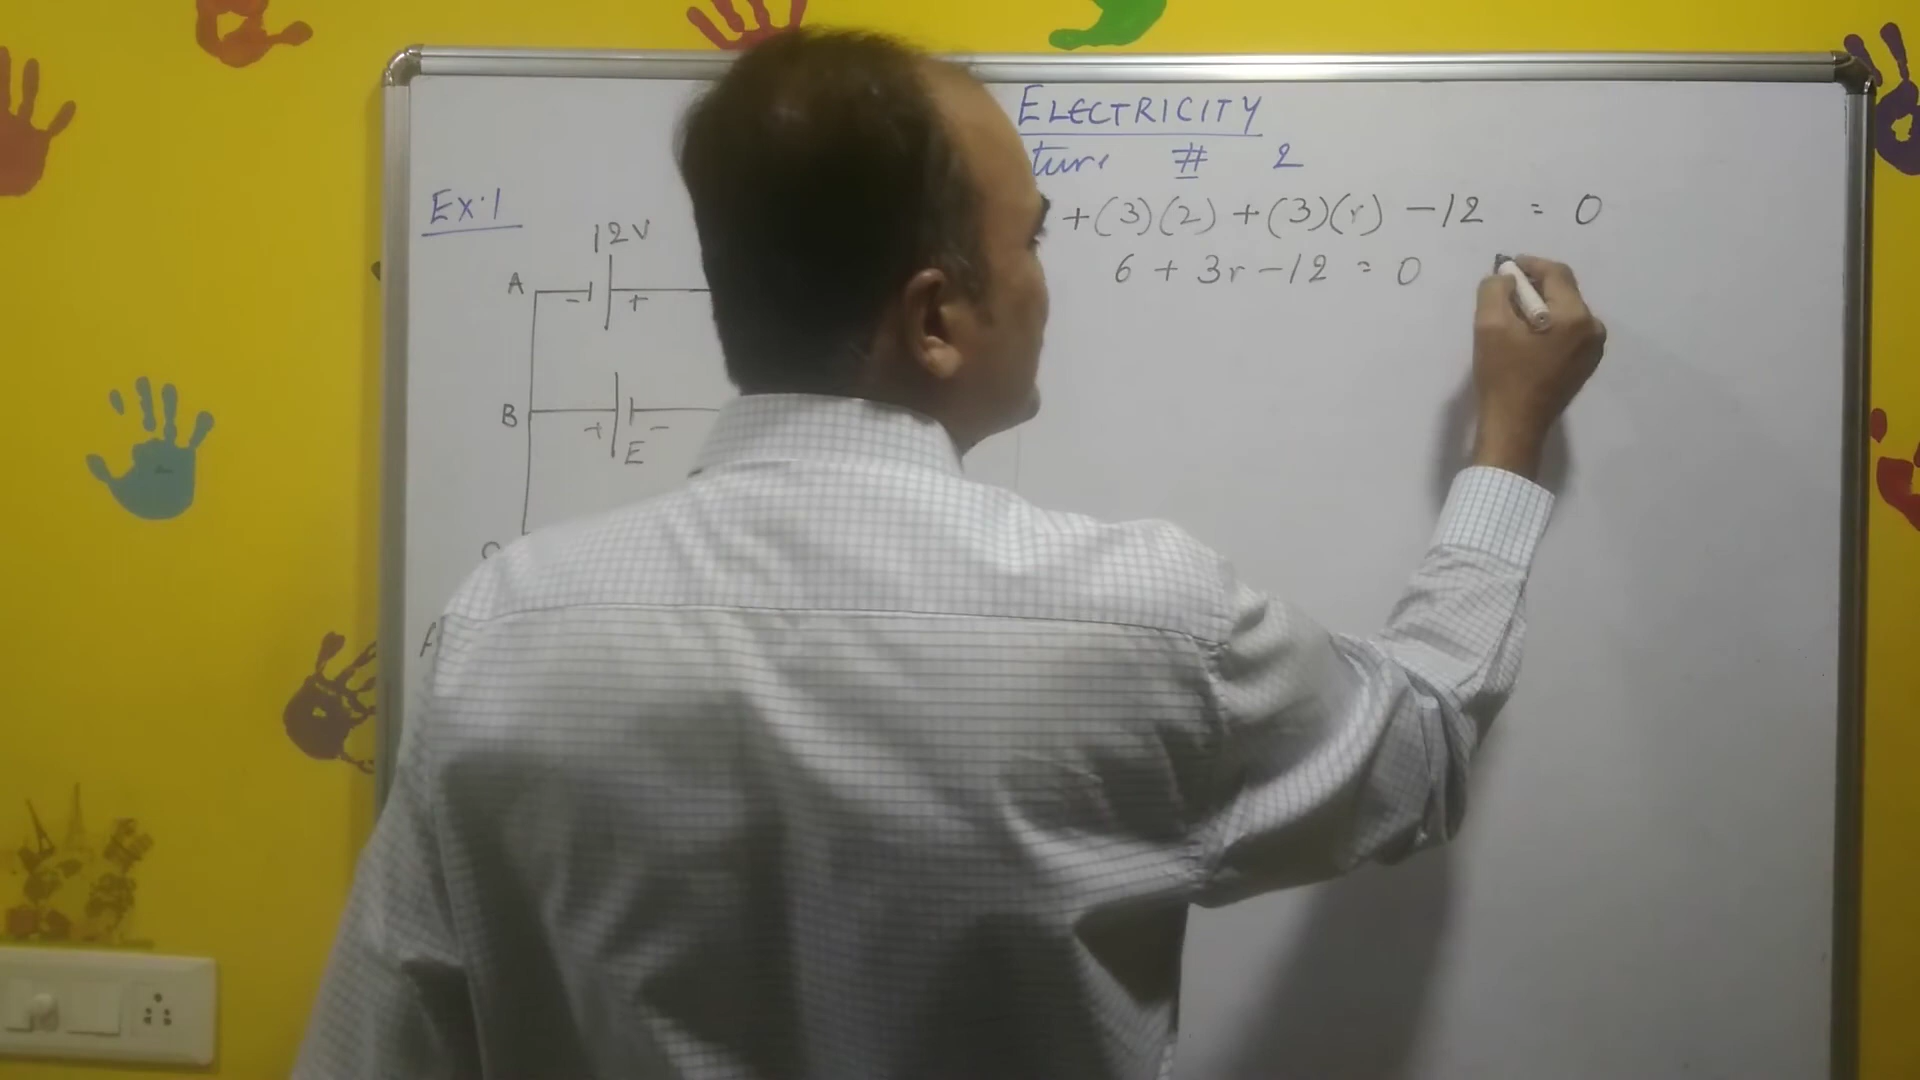 ELECTRICITY
# 2
Ex.1
+(3)(2) +(3)(r) -12 = 0
12V
6 + 3r -12 = 0
A
- +
B
+ -
E